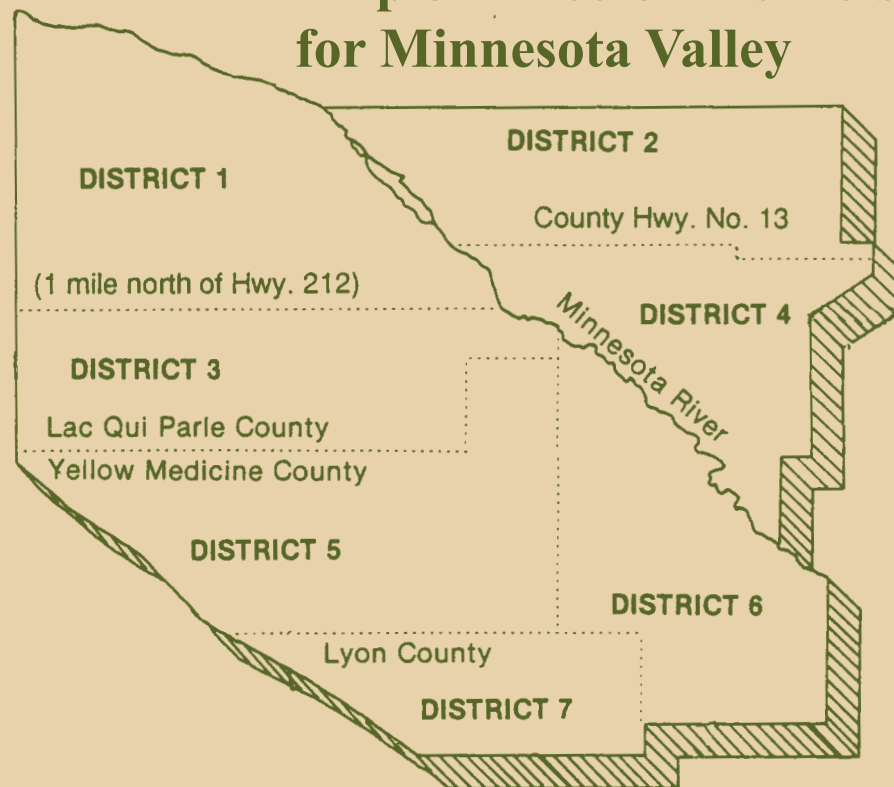 for Minnesota Valley
DISTRICT 2
DISTRICT 1
County Hwy. No. 13
(1 mile north of Hwy. 212)
Minnesota River
DISTRICT 4
DISTRICT 3
Lac Qui Parle County
Yellow Medicine County
DISTRICT 5
DISTRICT 6
Lyon County
DISTRICT 7